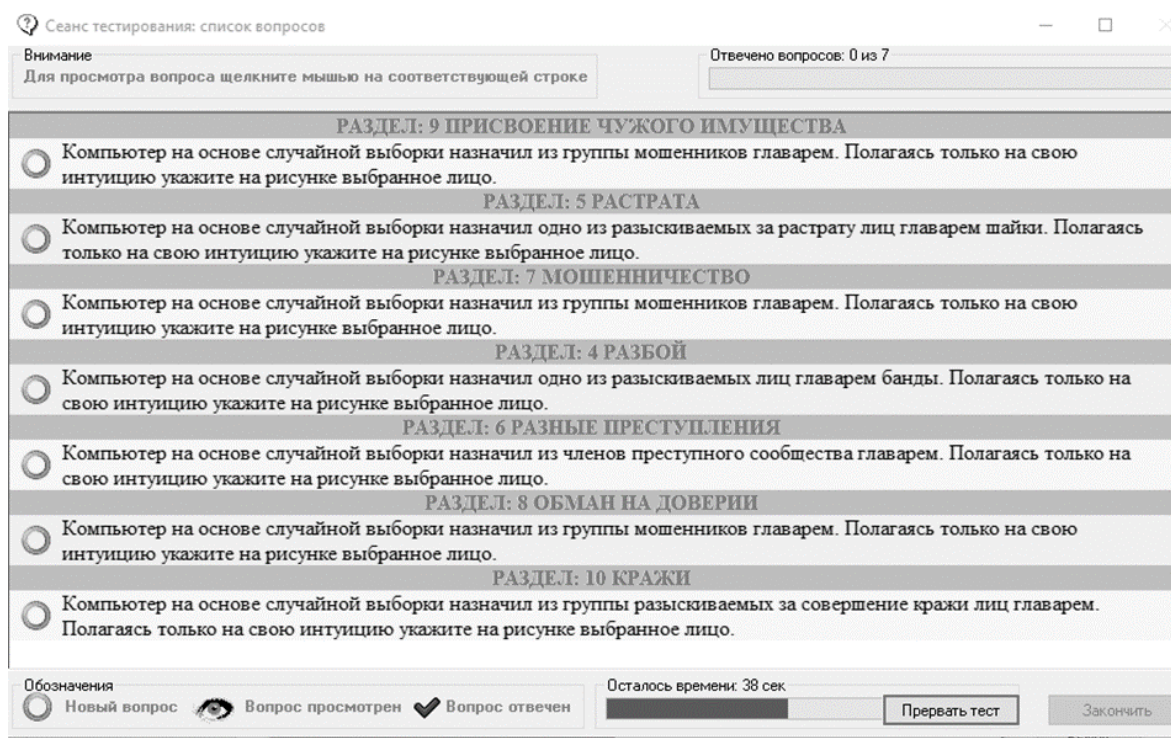 Сеанс тестирования: список вопросов
Внимание
Для просмотра вопроса щелкните мышью на соответствующей строке
Отвечено вопросов: 0 из 7
РАЗДЕЛ: 9 ПРИСВОЕНИЕ ЧУЖОГО ИМУЩЕСТВА
Компьютер на основе случайной выборки назначил из группы мошенников главарем. Полагаясь только на свою
интуицию укажите на рисунке выбранное лицо.
РАЗДЕЛ: 5 РАСТРАТА
Компьютер на основе случайной выборки назначил одно из разыскиваемых за растрату лиц главарем шайки. Полагаясь
только на свою интуицию укажите на рисунке выбранное лицо.
РАЗДЕЛ: 7 МОШЕННИЧЕСТВО
Компьютер на основе случайной выборки назначил из группы мошенников главарем. Полагаясь только на свою
интуицию укажите на рисунке выбранное лицо.
РАЗДЕЛ: 4 РАЗБОЙ
Компьютер на основе случайной выборки назначил одно из разыскиваемых лиц главарем банды. Полагаясь только на
свою интуицию укажите на рисунке выбранное лицо.
РАЗДЕЛ: 6 РАЗНЫЕ ПРЕСТУПЛЕНИЯ
Компьютер на основе случайной выборки назначил из членов преступного сообщества главарем. Полагаясь только на
свою интуицию укажите на рисунке выбранное лицо.
РАЗДЕЛ: 8 ОБМАН НА ДОВЕРИИ
Компьютер на основе случайной выборки назначил из группы мошенников главарем. Полагаясь только на свою
интуицию укажите на рисунке выбранное лицо.
РАЗДЕЛ: 10 КРАЖИ
Компьютер на основе случайной выборки назначил из группы разыскиваемых за совершение кражи лиц главарем.
Полагаясь только на свою интуицию укажите на рисунке выбранное лицо.
Обозначения
Новый вопрос Вопрос просмотрен Вопрос отвечен
Осталось времени: 38 сек
Прервать тест
Закончить